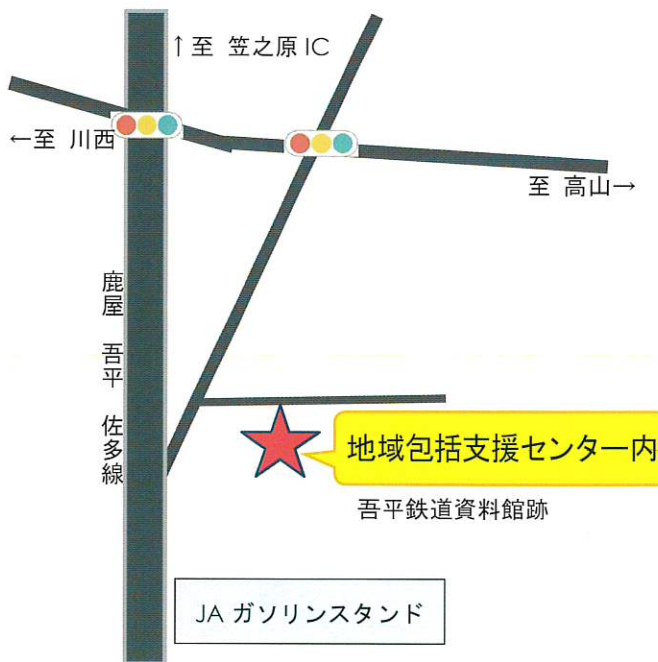 ↑至 笠之原 IC
←至 川西
至 高山→
鹿屋 吾平 佐多線
地域包括支援センター内
吾平鉄道資料館跡
JA ガソリンスタンド